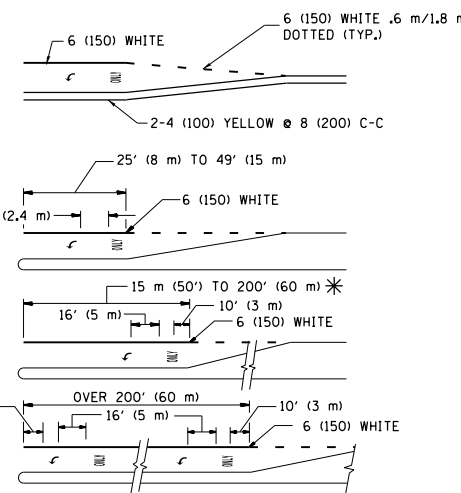 6 (150) WHITE .6 m/1.8 m
DOTTED (TYP.)
6 (150) WHITE
ONLY
2-4 (100) YELLOW @ 8 (200) C-C
25' (8 m) TO 49' (15 m)
(2.4 m)
6 (150) WHITE
ONLY
15 m (50') TO 200' (60 m) *
16' (5 m)
10' (3 m)
6 (150) WHITE
ONLY
OVER 200' (60 m)
16' (5 m)
10' (3 m)
6 (150) WHITE
ONLY
ONLY